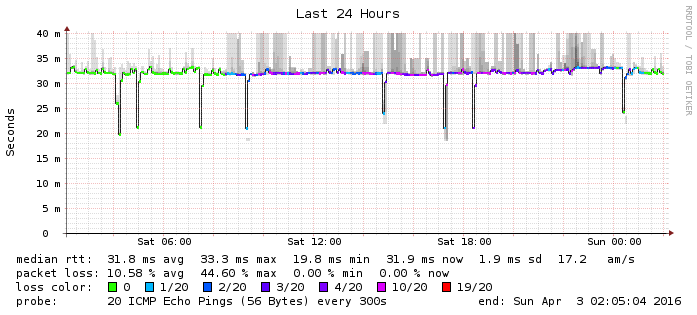 Last 24 Hours
RRDTOOL / TOBI OETIKER
Seconds
40 m
35 m
30 m
25 m
20 m
15 m
10 m
5 m
0
Sat 06:00 Sat 12:00 Sat 18:00 Sun 00:00
median rtt: 31.8 ms avg 33.3 ms max 19.8 ms min 31.9 ms now 1.9 ms sd 17.2 am/s
packet loss: 10.58 % avg 44.60 % max 0.00 % min 0.00 % now
loss color: 0 1/20 2/20 3/20 4/20 10/20 19/20
probe: 20 ICMP Echo Pings (56 Bytes) every 300s end: Sun Apr 3 02:05:04 2016